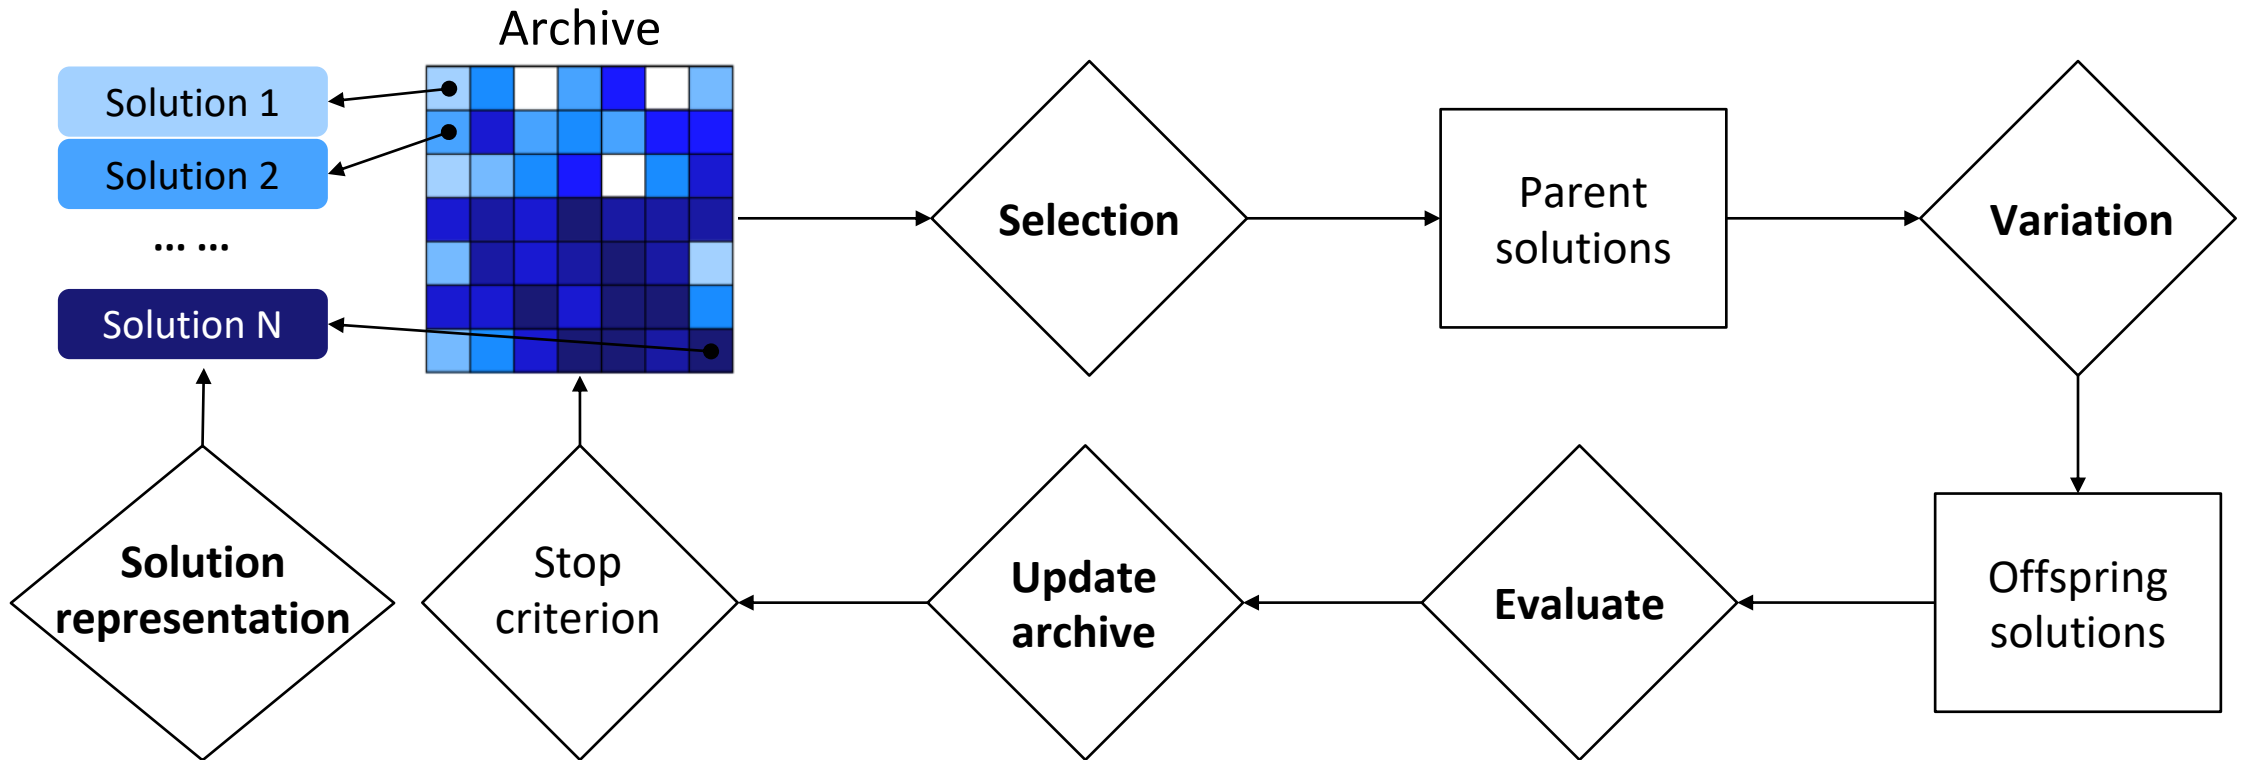 Archive
Solution 1
Solution 2
... ...
Solution N
Selection
Parent
solutions
Variation
Solution
representation
Stop
criterion
Update
archive
Evaluate
Offspring
solutions